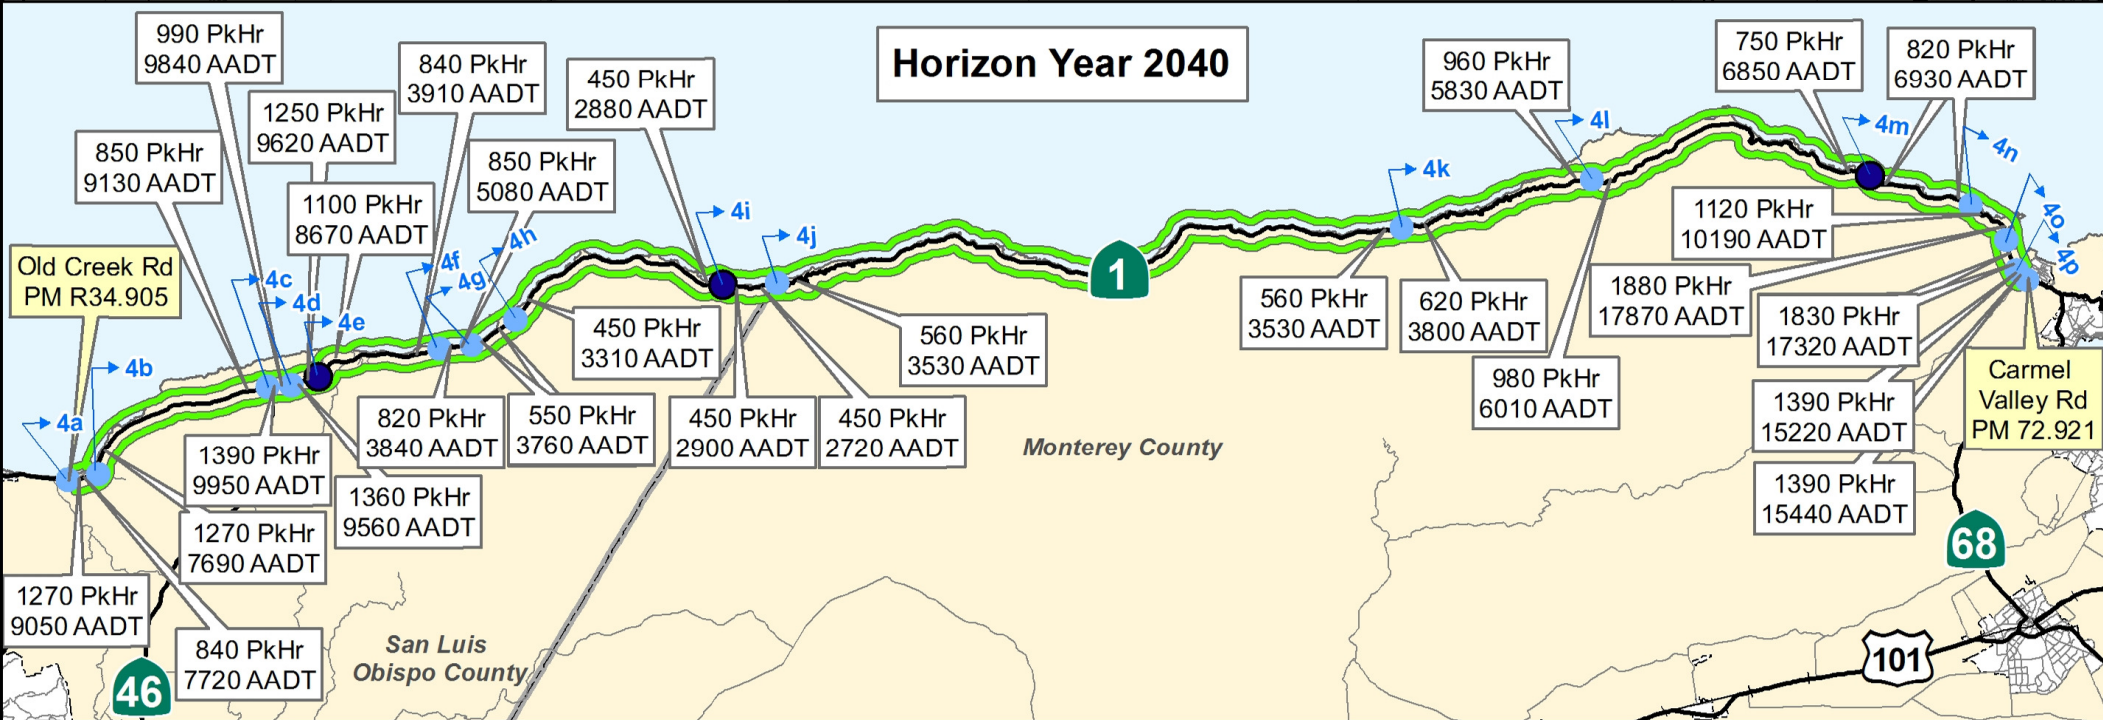 Horizon Year 2040
990 PkHr
9840 AADT
1250 PkHr
9620 AADT
840 PkHr
3910 AADT
450 PkHr
2880 AADT
850 PkHr
9130 AADT
1100 PkHr
8670 AADT
850 PkHr
5080 AADT
960 PkHr
5830 AADT
750 PkHr
6850 AADT
820 PkHr
6930 AADT
Old Creek Rd
PM R34.905
4a
4b
4c
4d
4e
4f
4g
4h
4i
4j
4k
4l
4m
4n
4o
4p
1
1120 PkHr
10190 AADT
1880 PkHr
17870 AADT
1830 PkHr
17320 AADT
1390 PkHr
15220 AADT
1390 PkHr
15440 AADT
Carmel
Valley Rd
PM 72.921
450 PkHr
3310 AADT
560 PkHr
3530 AADT
560 PkHr
3530 AADT
620 PkHr
3800 AADT
980 PkHr
6010 AADT
820 PkHr
3840 AADT
550 PkHr
3760 AADT
450 PkHr
2900 AADT
450 PkHr
2720 AADT
1390 PkHr
9950 AADT
1360 PkHr
9560 AADT
1270 PkHr
7690 AADT
1270 PkHr
9050 AADT
840 PkHr
7720 AADT
Monterey County
San Luis
Obispo County
46
68
101